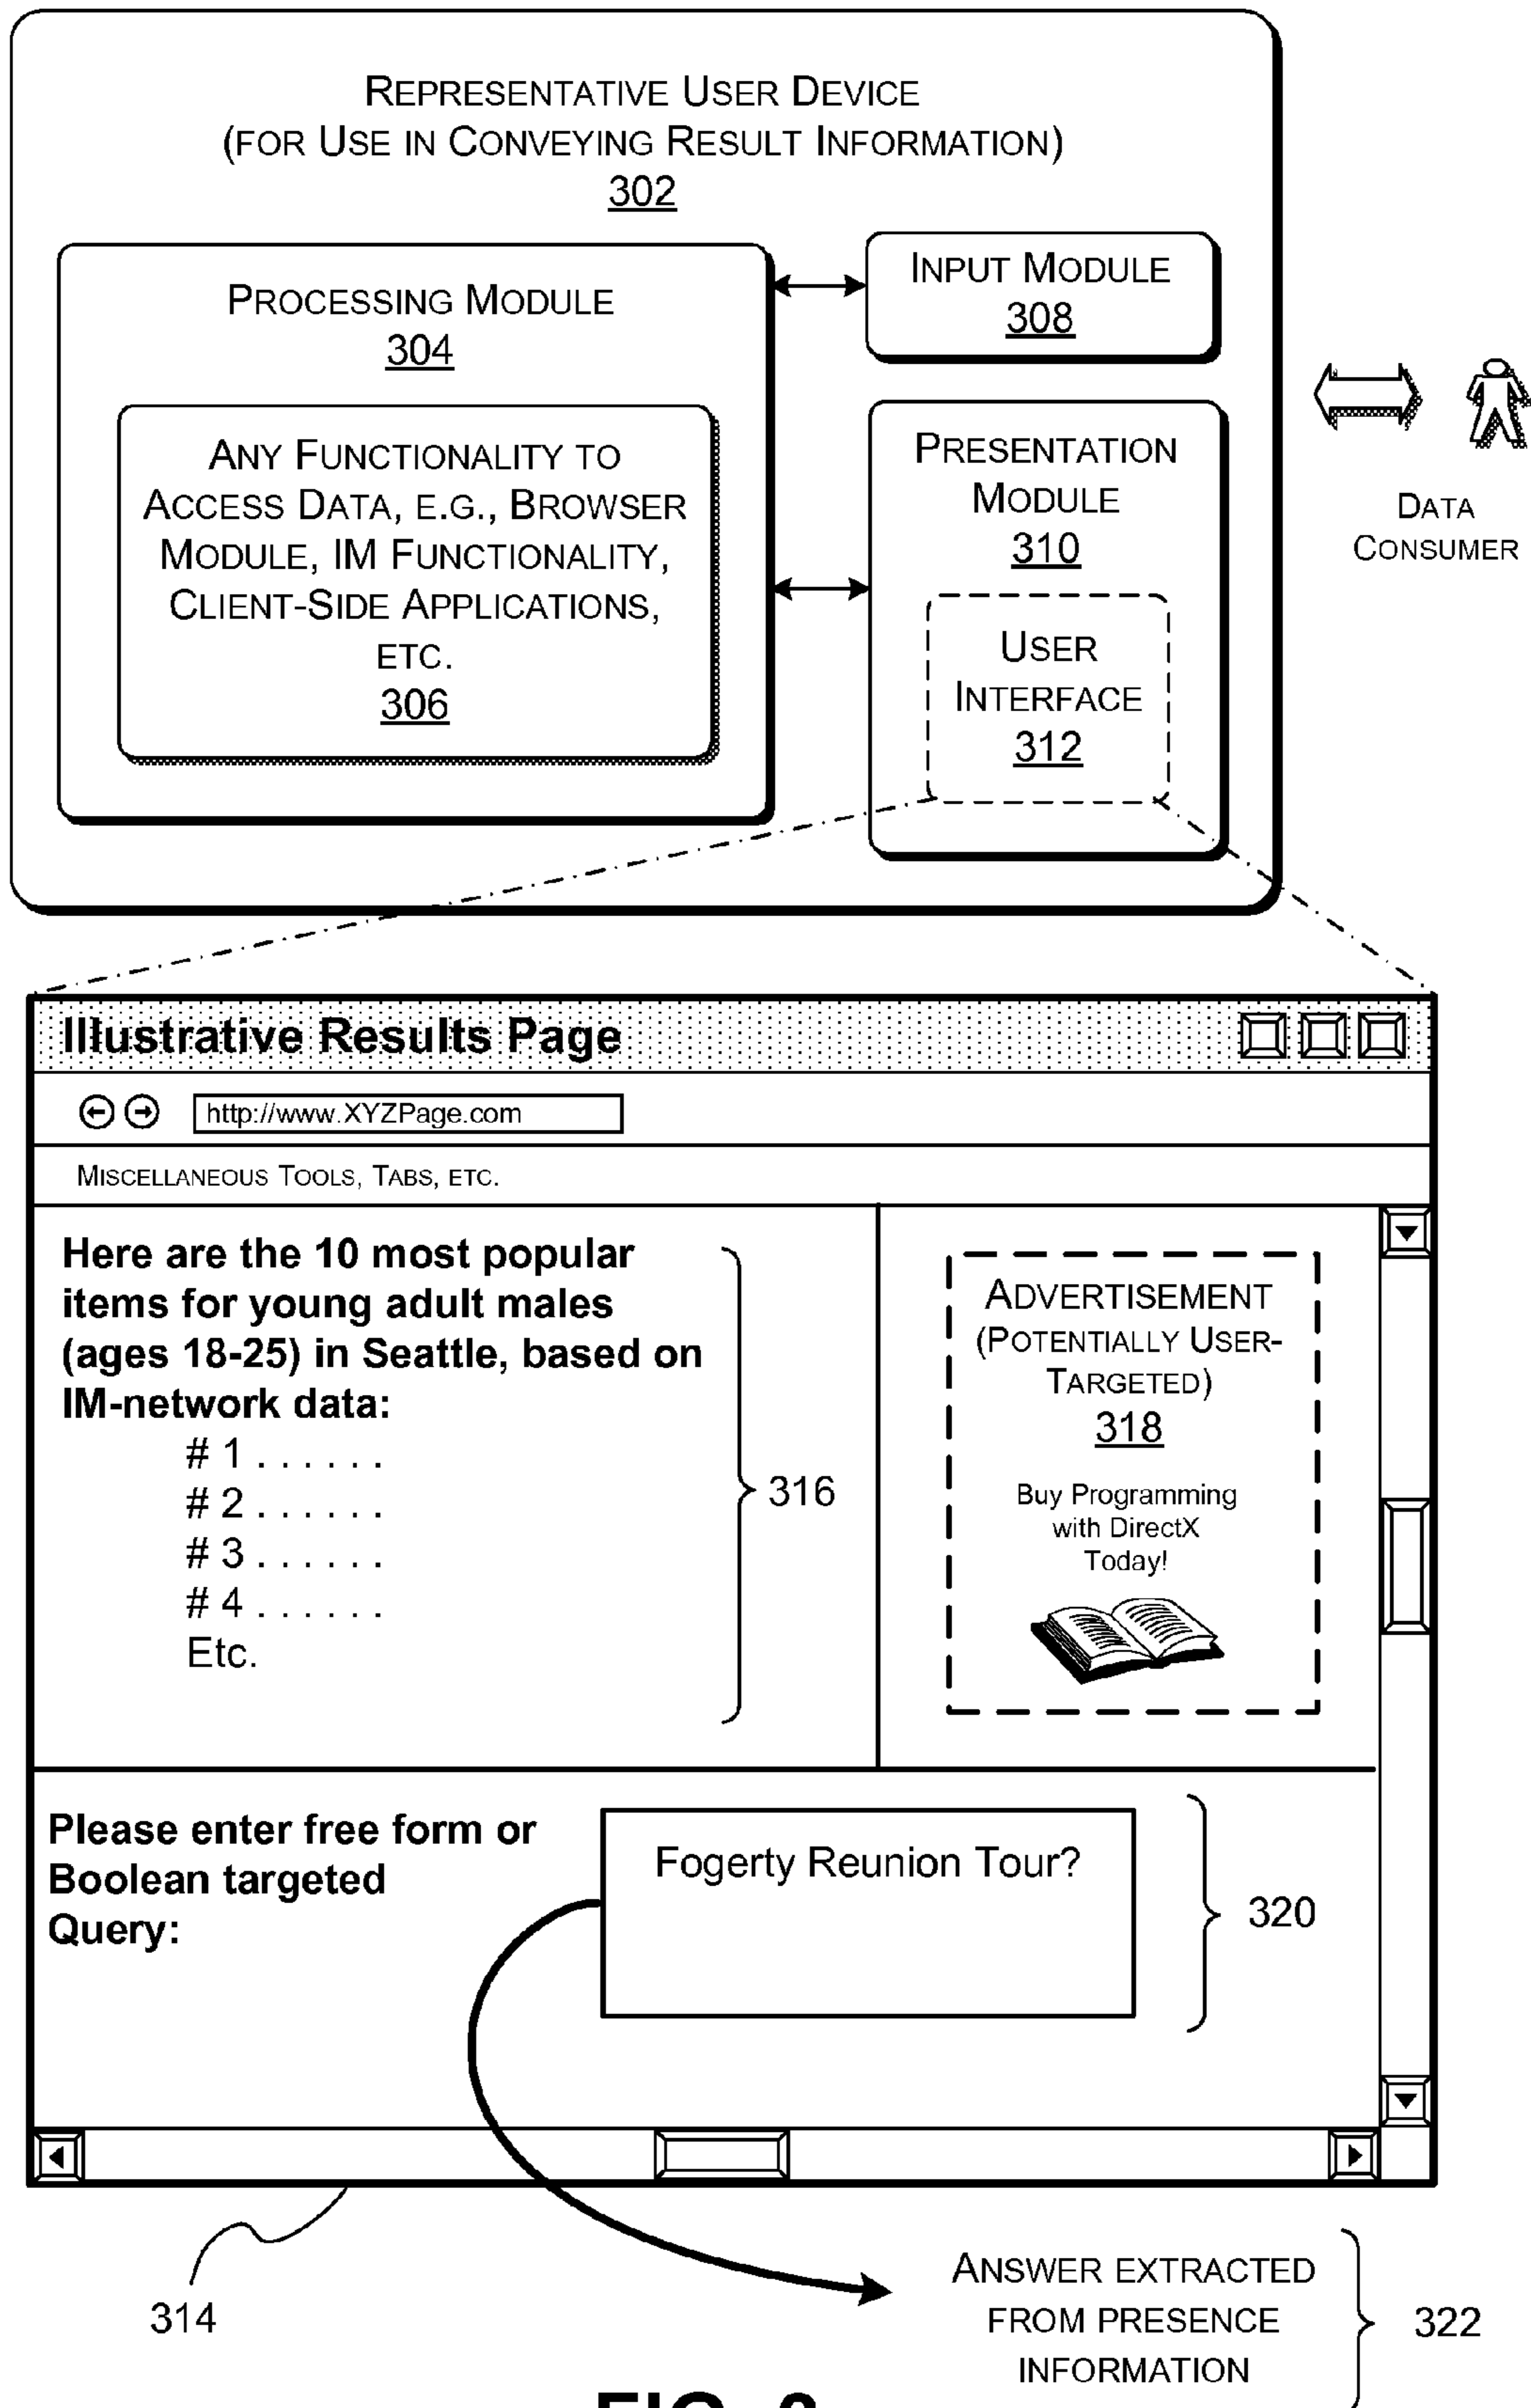 REPRESENTATIVE USER DEVICE
(FOR USE IN CONVEYING RESULT INFORMATION)
302
PROCESSING MODULE
304
ANY FUNCTIONALITY TO
ACCESS DATA, E.G., BROWSER
MODULE, IM FUNCTIONALITY,
CLIENT-SIDE APPLICATIONS,
ETC.
306
INPUT MODULE
308
PRESENTATION
MODULE
310
USER
INTERFACE
312
DATA
CONSUMER
Illustrative Results Page
http://www.XYZPage.com
MISCELLANEOUS TOOLS, TABS, ETC.
Here are the 10 most popular
items for young adult males
(ages 18-25) in Seattle, based on
IM-network data:
# 1 . . . . . .
# 2 . . . . . .
# 3 . . . . . .
# 4 . . . . . .
Etc.
316
ADVERTISEMENT
(POTENTIALLY USER-
TARGETED)
318
Buy Programming
with DirectX
Today!
Please enter free form or
Boolean targeted
Query:
Fogerty Reunion Tour?
320
314
ANSWER EXTRACTED
FROM PRESENCE
INFORMATION
322
FIG.